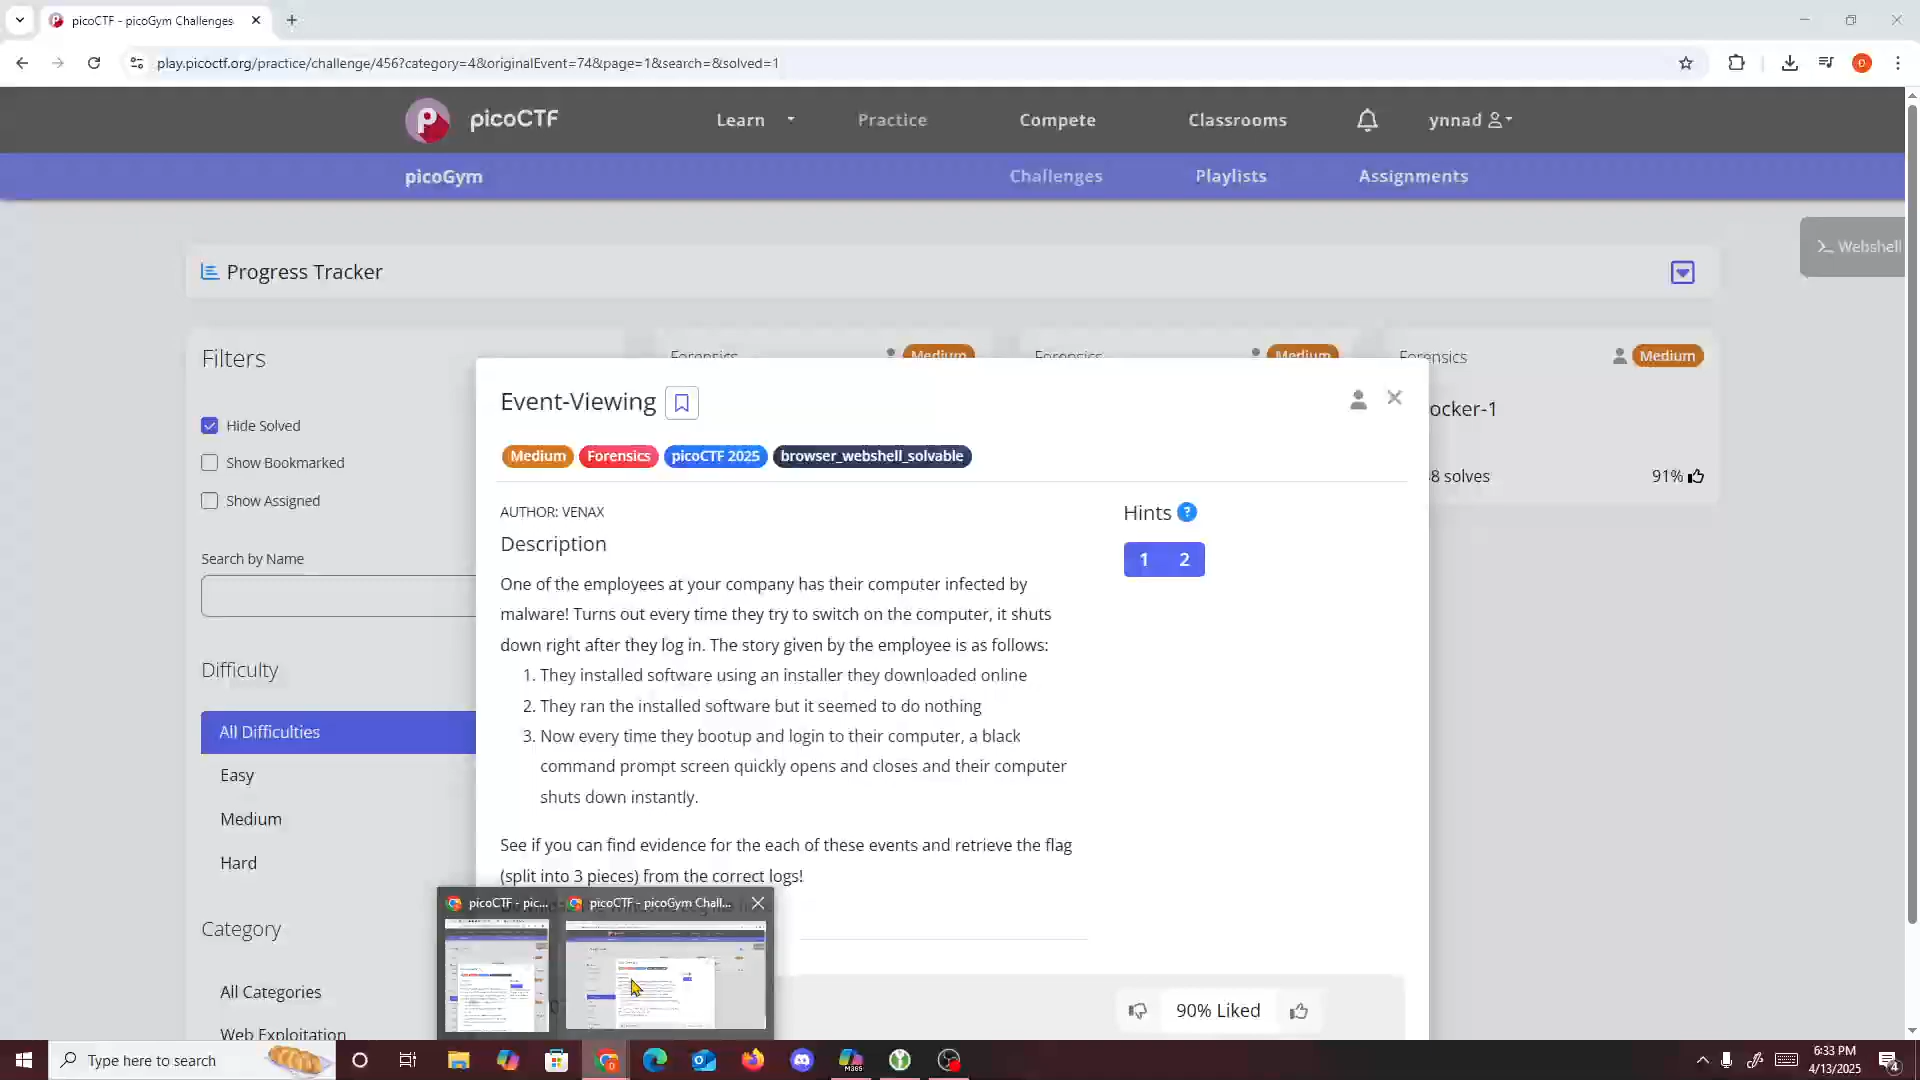 picoCTF - picoGym Challenges
play.picoctf.org/practice/challenge/456?category=4&originalEvent=74&page=1&search=&solved=1
picoCTF
Learn
Practice
Compete
Classrooms
ynnad
picoGym
Challenges
Playlists
Assignments
Webshell
Progress Tracker
Filters
Forensics
Medium
Forensics
Medium
Forensics
Medium
Event-Viewing
ocker-1
Hide Solved
Medium
Forensics
picoCTF 2025
browser_webshell_solvable
Show Bookmarked
8 solves
91%
Show Assigned
AUTHOR: VENAX
Hints ?
Description
1 2
Search by Name
One of the employees at your company has their computer infected by
malware! Turns out every time they try to switch on the computer, it shuts
down right after they log in. The story given by the employee is as follows:
1. They installed software using an installer they downloaded online
2. They ran the installed software but it seemed to do nothing
3. Now every time they bootup and login to their computer, a black
command prompt screen quickly opens and closes and their computer
shuts down instantly.
See if you can find evidence for the each of these events and retrieve the flag
(split into 3 pieces) from the correct logs!
Difficulty
All Difficulties
Easy
Medium
Hard
Category
All Categories
Web Exploitation
picoCTF - pic...
picoCTF - picoGym Chall...
90% Liked
Type here to search
M365
6:33 PM
4/13/2025
4